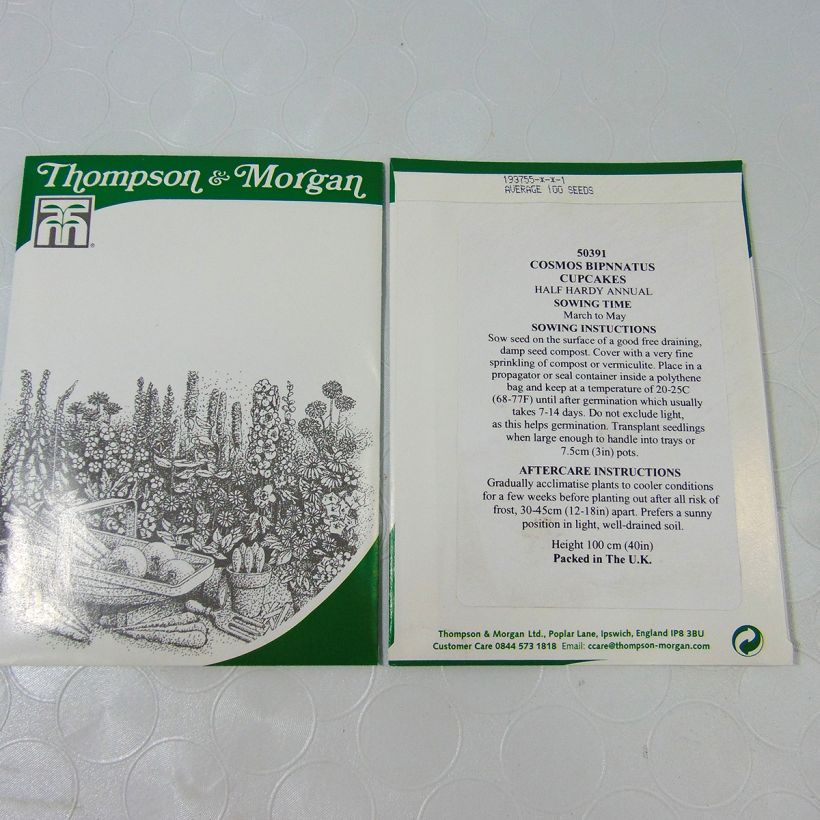 Thompson & Morgan
®
193755-x-x-1
AVERAGE 100 SEEDS
50391
COSMOS BIPNNATUS
CUPCAKES
HALF HARDY ANNUAL
SOWING TIME
March to May
SOWING INSTUCTIONS
Sow seed on the surface of a good free draining,
damp seed compost. Cover with a very fine
sprinkling of compost or vermiculite. Place in a
propagator or seal container inside a polythene
bag and keep at a temperature of 20-25C
(68-77F) until after germination which usually
takes 7-14 days. Do not exclude light,
as this helps germination. Transplant seedlings
when large enough to handle into trays or
7.5cm (3in) pots.
AFTERCARE INSTRUCTIONS
Gradually acclimatise plants to cooler conditions
for a few weeks before planting out after all risk of
frost, 30-45cm (12-18in) apart. Prefers a sunny
position in light, well-drained soil.
Height 100 cm (40in)
Packed in The U.K.
Thompson & Morgan Ltd., Poplar Lane, Ipswich, England IP8 3BU
Customer Care 0844 573 1818 Email: ccare@thompson-morgan.com